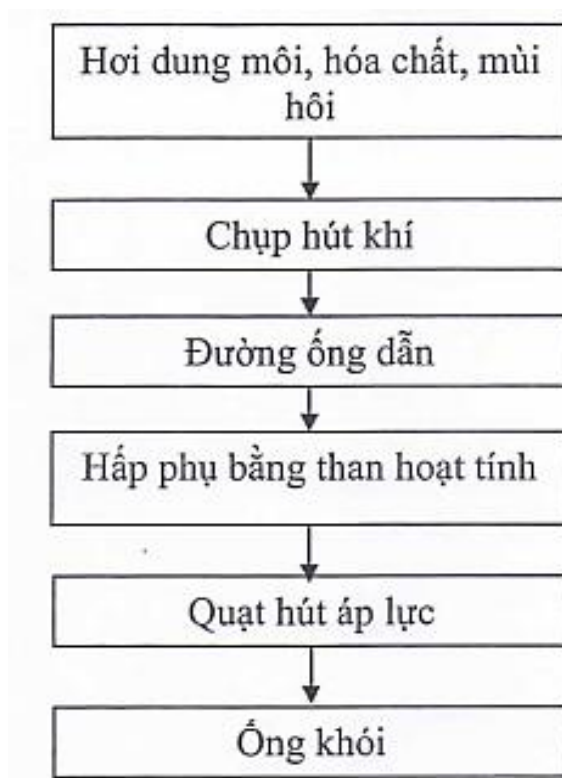 Hơi dung môi, hóa chất, mùi
hôi
Chụp hút khí
Đường ống dẫn
Hấp phụ bằng than hoạt tính
Quạt hút áp lực
Ống khói